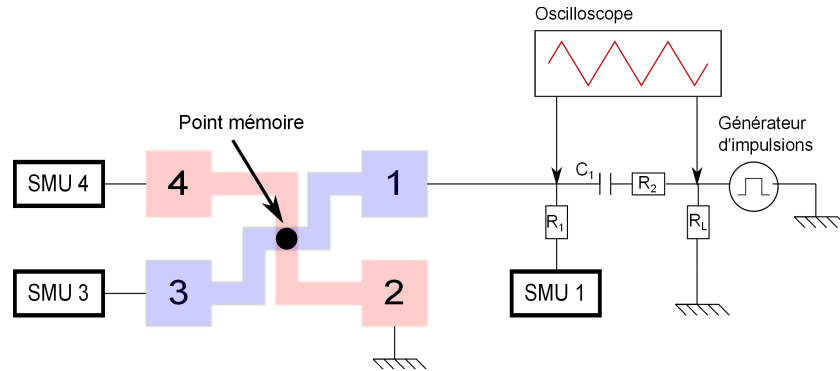 Oscilloscope
Générateur
d'impulsions
Point mémoire
SMU 4
4
1
C1
R2
R1
RL
SMU 3
3
2
SMU 1